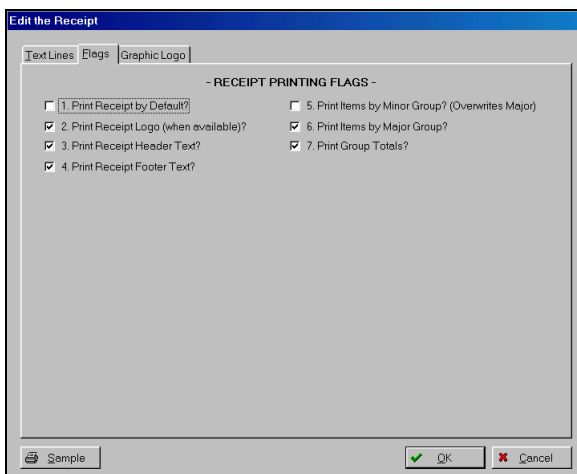 Edit the Receipt
Text Lines Flags Graphic Logo
- RECEIPT PRINTING FLAGS -
1. Print Receipt by Default?
2. Print Receipt Logo (when available)?
3. Print Receipt Header Text?
4. Print Receipt Footer Text?
5. Print Items by Minor Group? (Overwrites Major)
6. Print Items by Major Group?
7. Print Group Totals?
Sample OK Cancel